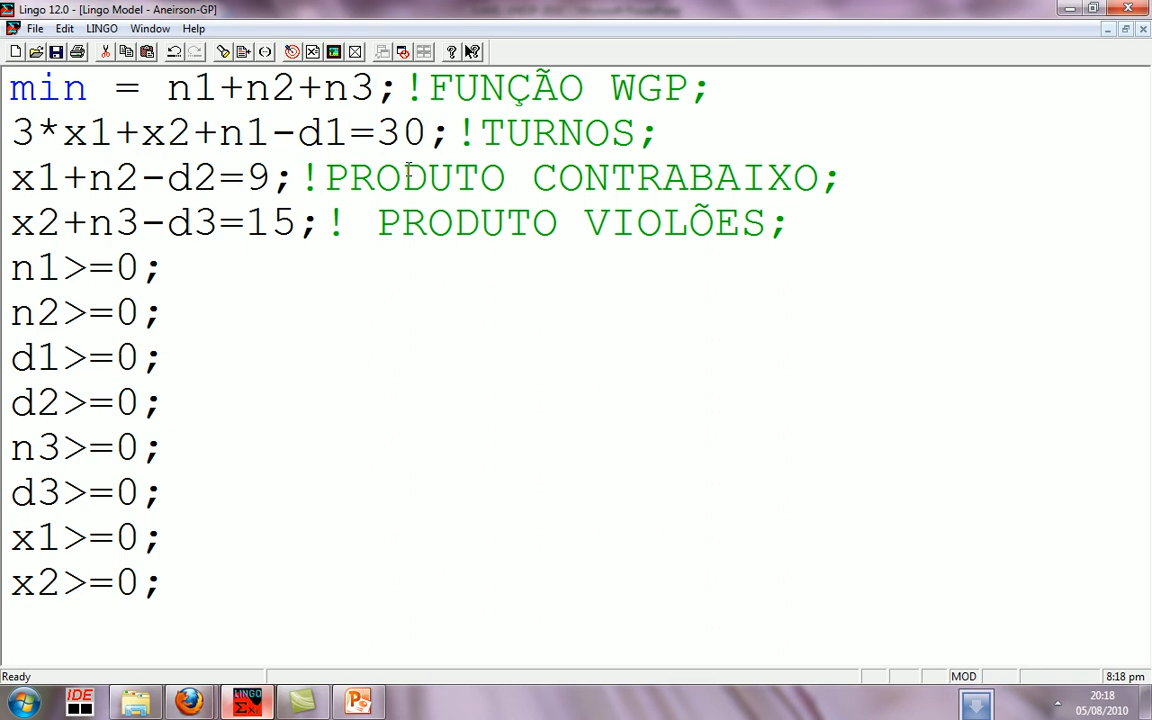 Lingo 12.0 - [Lingo Model - Aneirson-GP]
File Edit LINGO Window Help
min = n1+n2+n3;!FUNÇÃO WGP;
3*x1+x2+n1-d1=30;!TURNOS;
x1+n2-d2=9;!PRODUTO CONTRABAIXO;
x2+n3-d3=15;! PRODUTO VIOLÕES;
n1>=0;
n2>=0;
d1>=0;
d2>=0;
n3>=0;
d3>=0;
x1>=0;
x2>=0;
Ready MOD 8:18 pm
IDE LINGO 20:18
05/08/2010